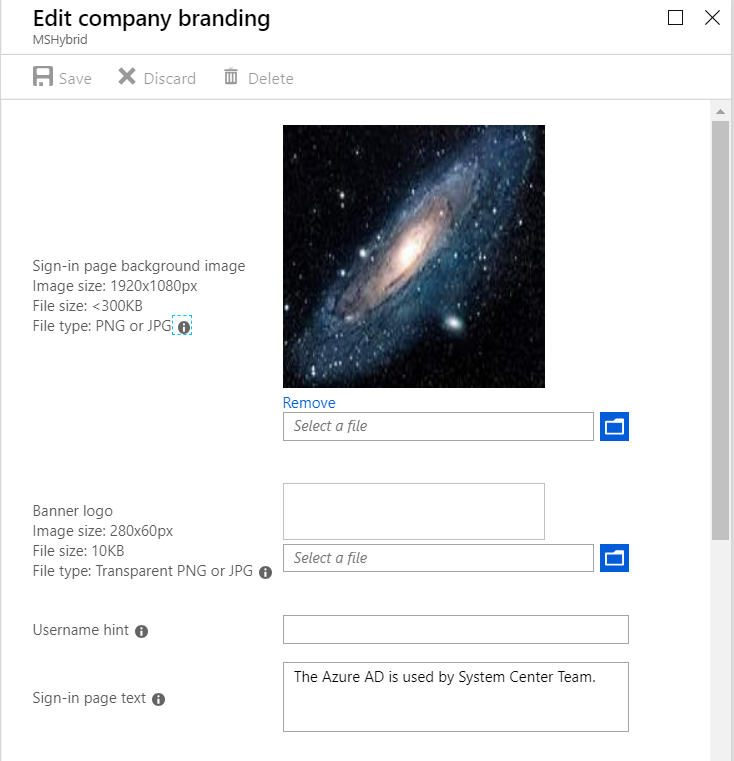 Edit company branding
MSHybrid
Save Discard Delete
Sign-in page background image
Image size: 1920x1080px
File size: <300KB
File type: PNG or JPG
Remove
Select a file
Banner logo
Image size: 280x60px
File size: 10KB
File type: Transparent PNG or JPG
Select a file
Username hint
Sign-in page text
The Azure AD is used by System Center Team.